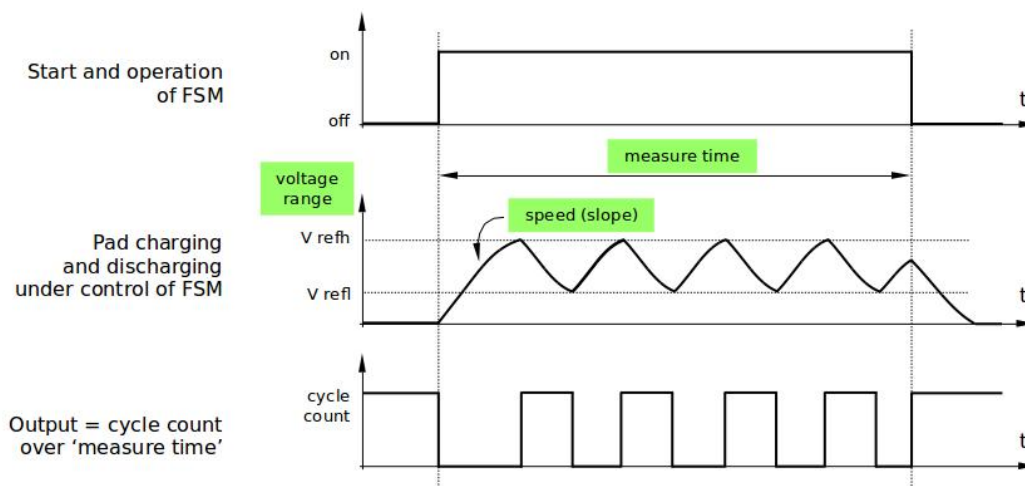 Start and operation
of FSM
on
off
t
measure time
voltage
range
speed (slope)
V refh
V refl
Pad charging
and discharging
under control of FSM
t
cycle
count
Output = cycle count
over ‘measure time’
t